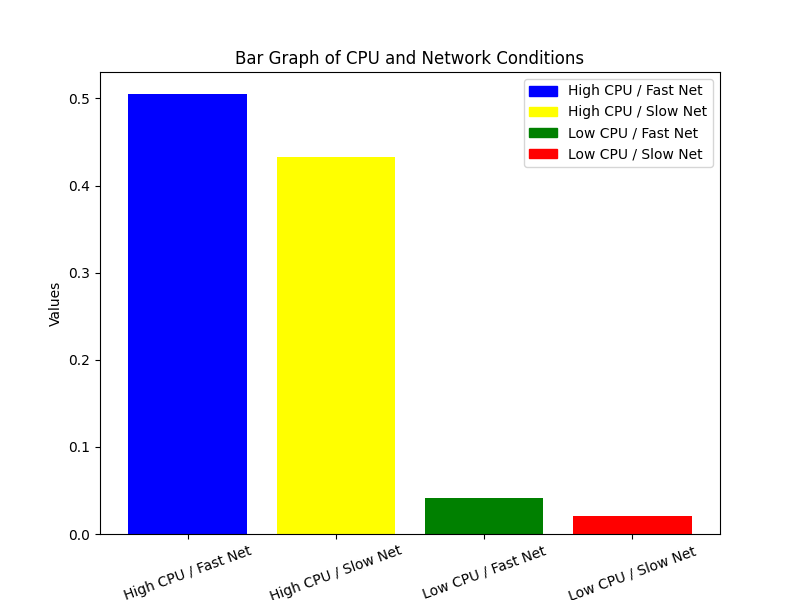 Bar Graph of CPU and Network Conditions
High CPU / Fast Net
High CPU / Slow Net
Low CPU / Fast Net
Low CPU / Slow Net
0.5
0.4
0.3
0.2
0.1
0.0
Values
High CPU / Fast Net
High CPU / Slow Net
Low CPU / Fast Net
Low CPU / Slow Net